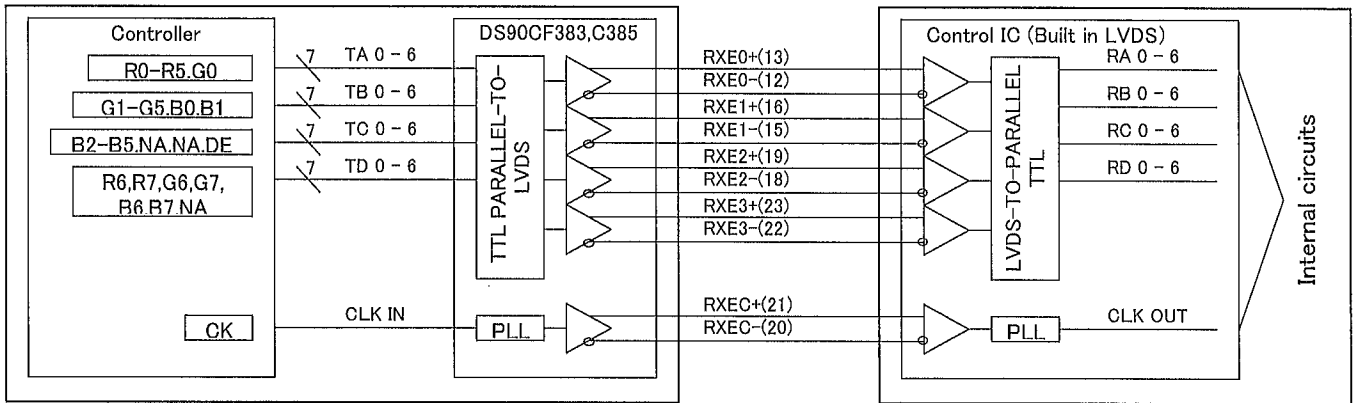 Controller
R0-R5.G0
G1-G5.B0.B1
B2-B5.NA.NA.DE
R6,R7,G6,G7,
B6.B7.NA
CK
7
TA 0 - 6
7
TB 0 - 6
7
TC 0 - 6
7
TD 0 - 6
CLK IN
DS90CF383,C385
TTL PARALLEL-TO-
LVDS
PLL
RXE0+(13)
RXE0-(12)
RXE1+(16)
RXE1-(15)
RXE2+(19)
RXE2-(18)
RXE3+(23)
RXE3-(22)
RXEC+(21)
RXEC-(20)
Control IC (Built in LVDS)
LVDS-TO-PARALLEL
TTL
PLL
RA 0 - 6
RB 0 - 6
RC 0 - 6
RD 0 - 6
CLK OUT
Internal circuits